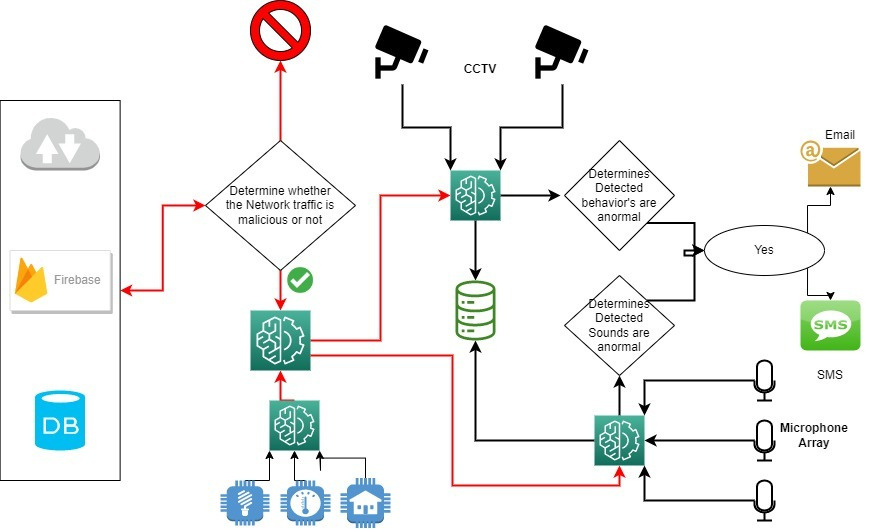 CCTV
Email
@
Determine whether
the Network traffic is
malicious or not
Determines
Detected
behavior's are
anormal
Yes
Firebase
Determines
Detected
Sounds are
anormal
SMS
SMS
DB
Microphone
Array